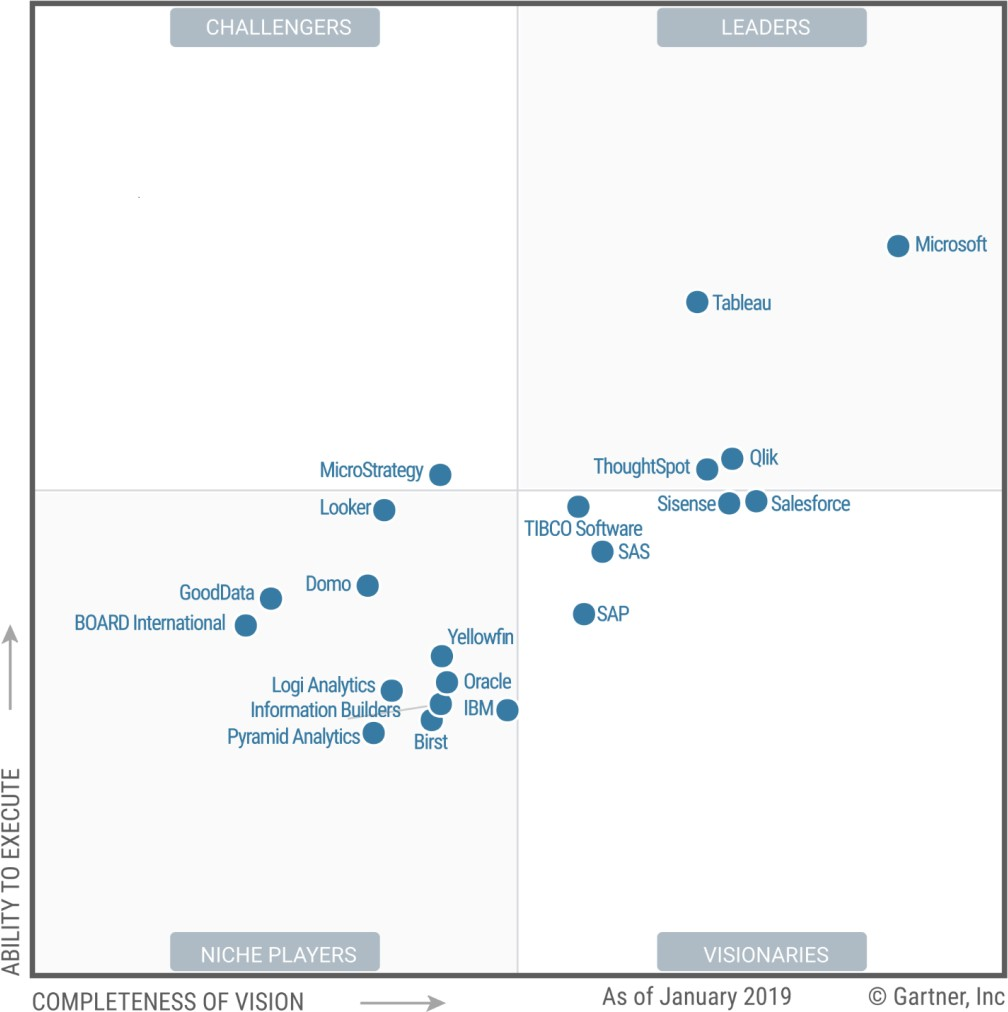 CHALLENGERS
LEADERS
Microsoft
Tableau
MicroStrategy
ThoughtSpot
Qlik
Looker
Sisense
Salesforce
TIBCO Software
SAS
GoodData
Domo
BOARD International
SAP
Yellowfin
Logi Analytics
Oracle
Information Builders
IBM
Pyramid Analytics
Birst
ABILITY TO EXECUTE
NICHE PLAYERS
VISIONARIES
COMPLETENESS OF VISION
As of January 2019
© Gartner, Inc